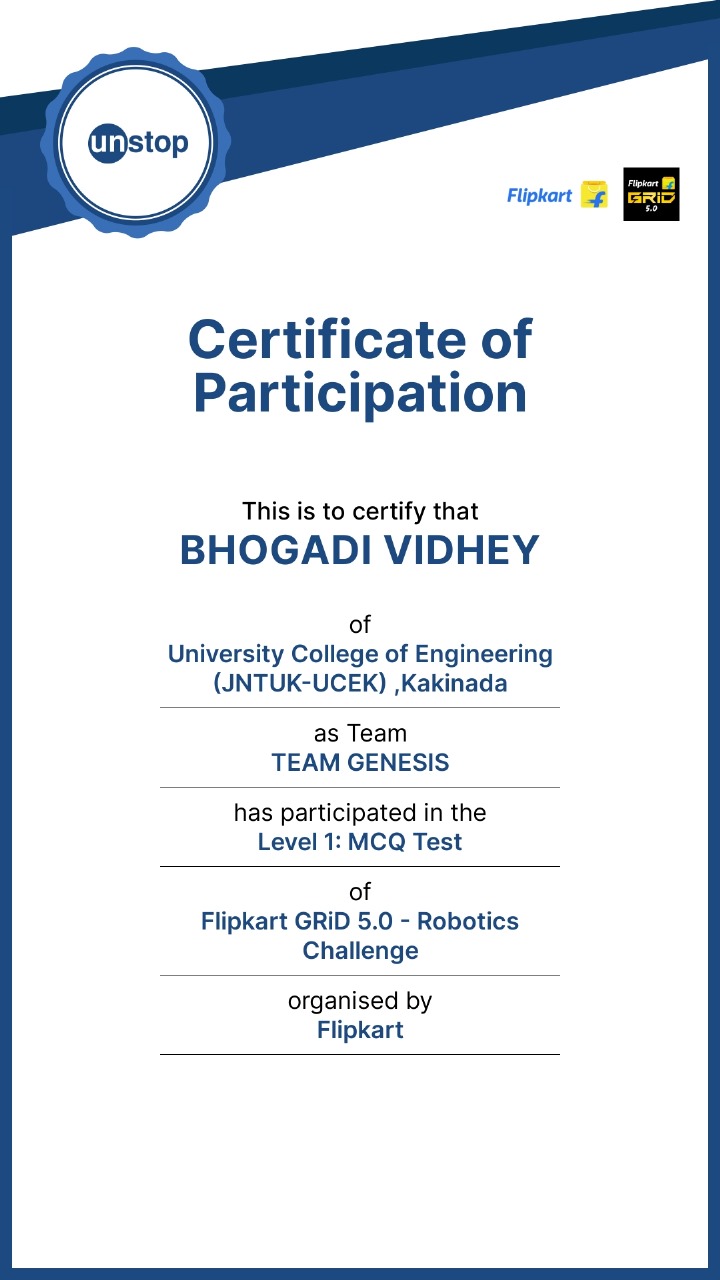 unstop
Flipkart
Flipkart
GRiD
5.0
Certificate of
Participation
This is to certify that
BHOGADI VIDHEY
of
University College of Engineering
(JNTUK-UCEK) ,Kakinada
as Team
TEAM GENESIS
has participated in the
Level 1: MCQ Test
of
Flipkart GRiD 5.0 - Robotics
Challenge
organised by
Flipkart